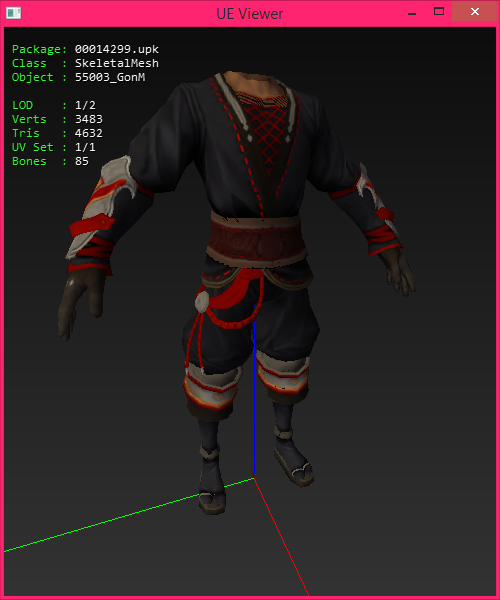 UE Viewer
Package: 00014299.upk
Class  : SkeletalMesh
Object : 55003_GonM
LOD    : 1/2
Verts  : 3483
Tris   : 4632
UV Set : 1/1
Bones  : 85